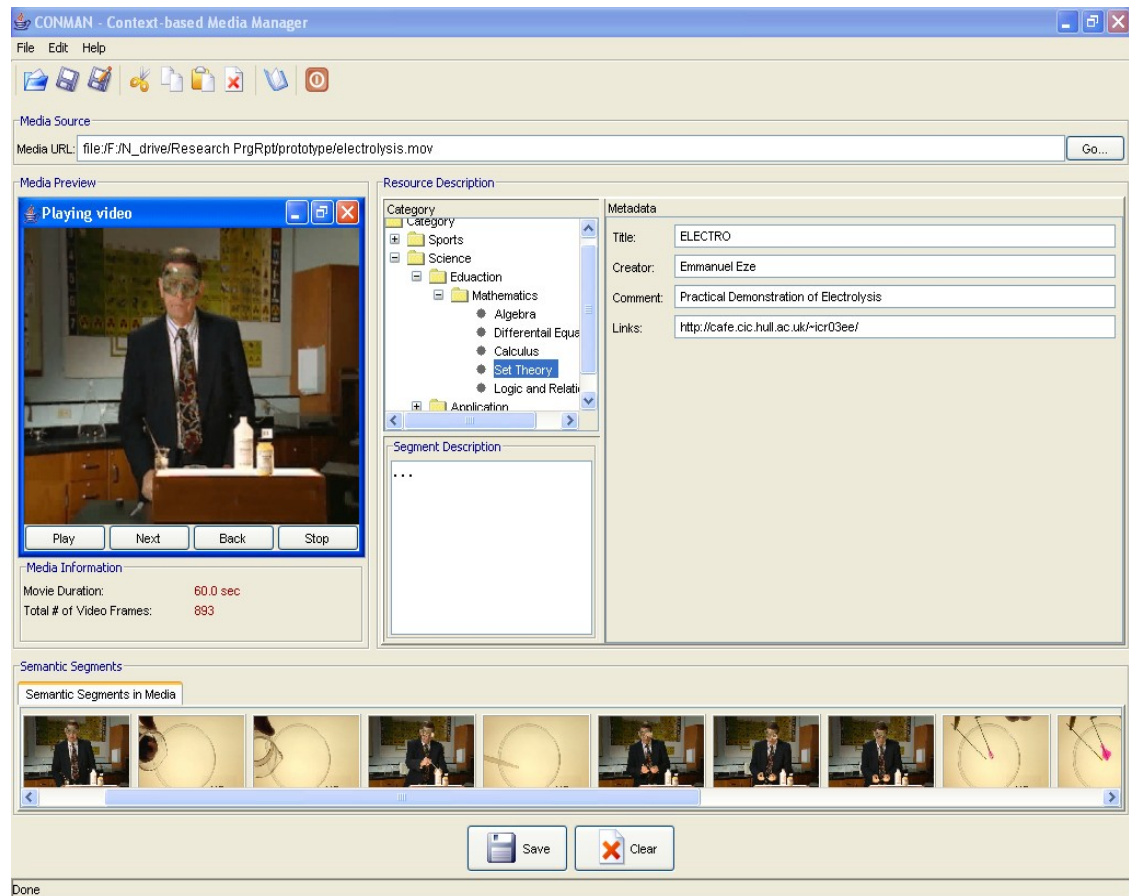 CONMAN - Context-based Media Manager
File Edit Help
Media Source
Media URL: file:/F:/N_drive/Research PrgRpt/prototype/electrolysis.mov Go...
Media Preview
Playing video
Play Next Back Stop
Media Information
Movie Duration: 60.0 sec
Total # of Video Frames: 893
Resource Description
Category
Category
Sports
Science
Eduaction
Mathematics
Algebra
Differentail Equa
Calculus
Set Theory
Logic and Relati
Application
Segment Description
...
Metadata
Title: ELECTRO
Creator: Emmanuel Eze
Comment: Practical Demonstration of Electrolysis
Links: http://cafe.cic.hull.ac.uk/~icr03ee/
Semantic Segments
Semantic Segments in Media
Save Clear
Done